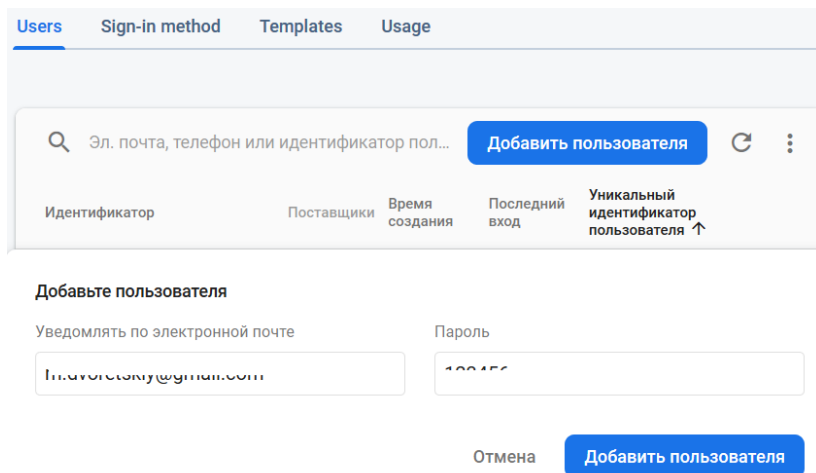 Users Sign-in method Templates Usage
Эл. почта, телефон или идентификатор пол... Добавить пользователя
Идентификатор Поставщики Время создания Последний вход Уникальный идентификатор пользователя ↑
Добавьте пользователя
Уведомлять по электронной почте Пароль
Отмена Добавить пользователя